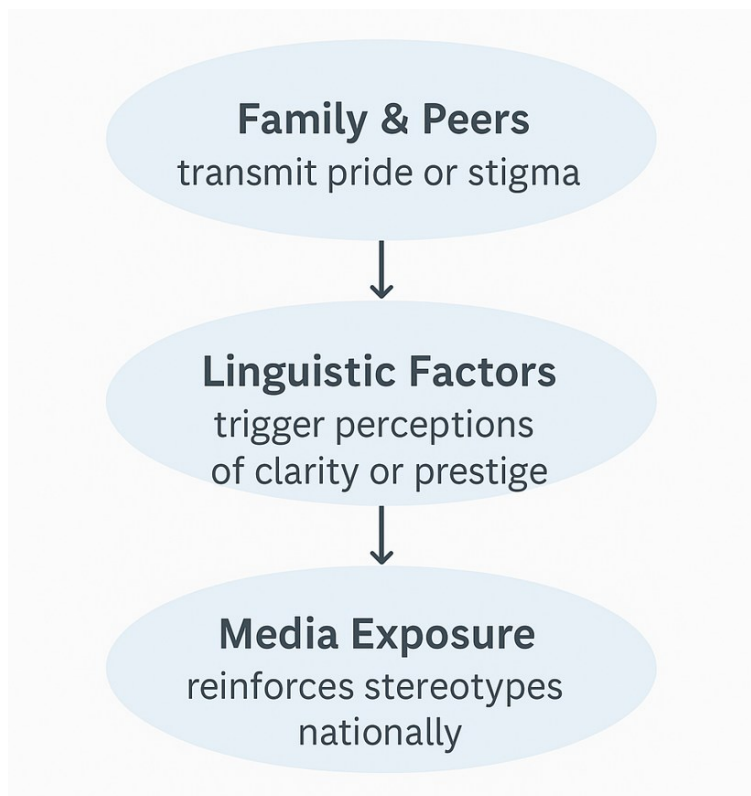 Family & Peers
transmit pride or stigma
Linguistic Factors
trigger perceptions
of clarity or prestige
Media Exposure
reinforces stereotypes
nationally